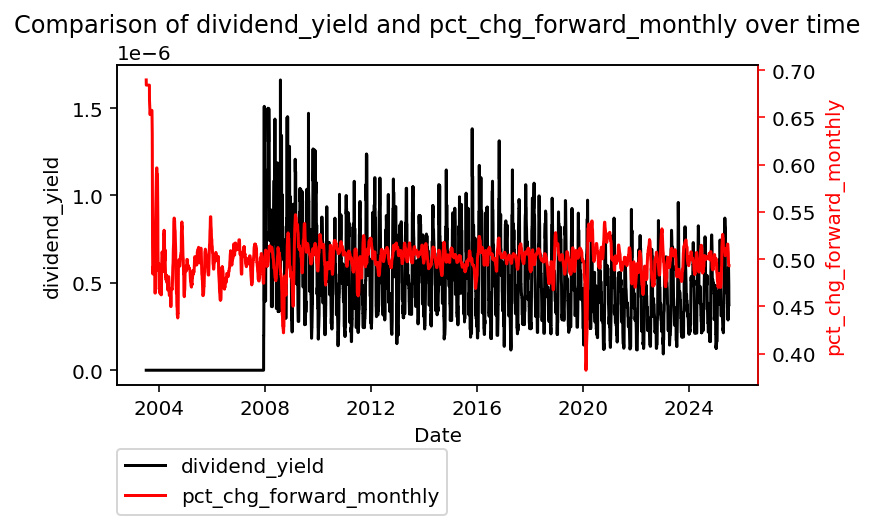 Comparison of dividend_yield and pct_chg_forward_monthly over time
1e−6
0.70
0.65
0.60
0.55
0.50
0.45
0.40
1.5
1.0
0.5
0.0
dividend_yield
pct_chg_forward_monthly
2004 2008 2012 2016 2020 2024
Date
dividend_yield
pct_chg_forward_monthly